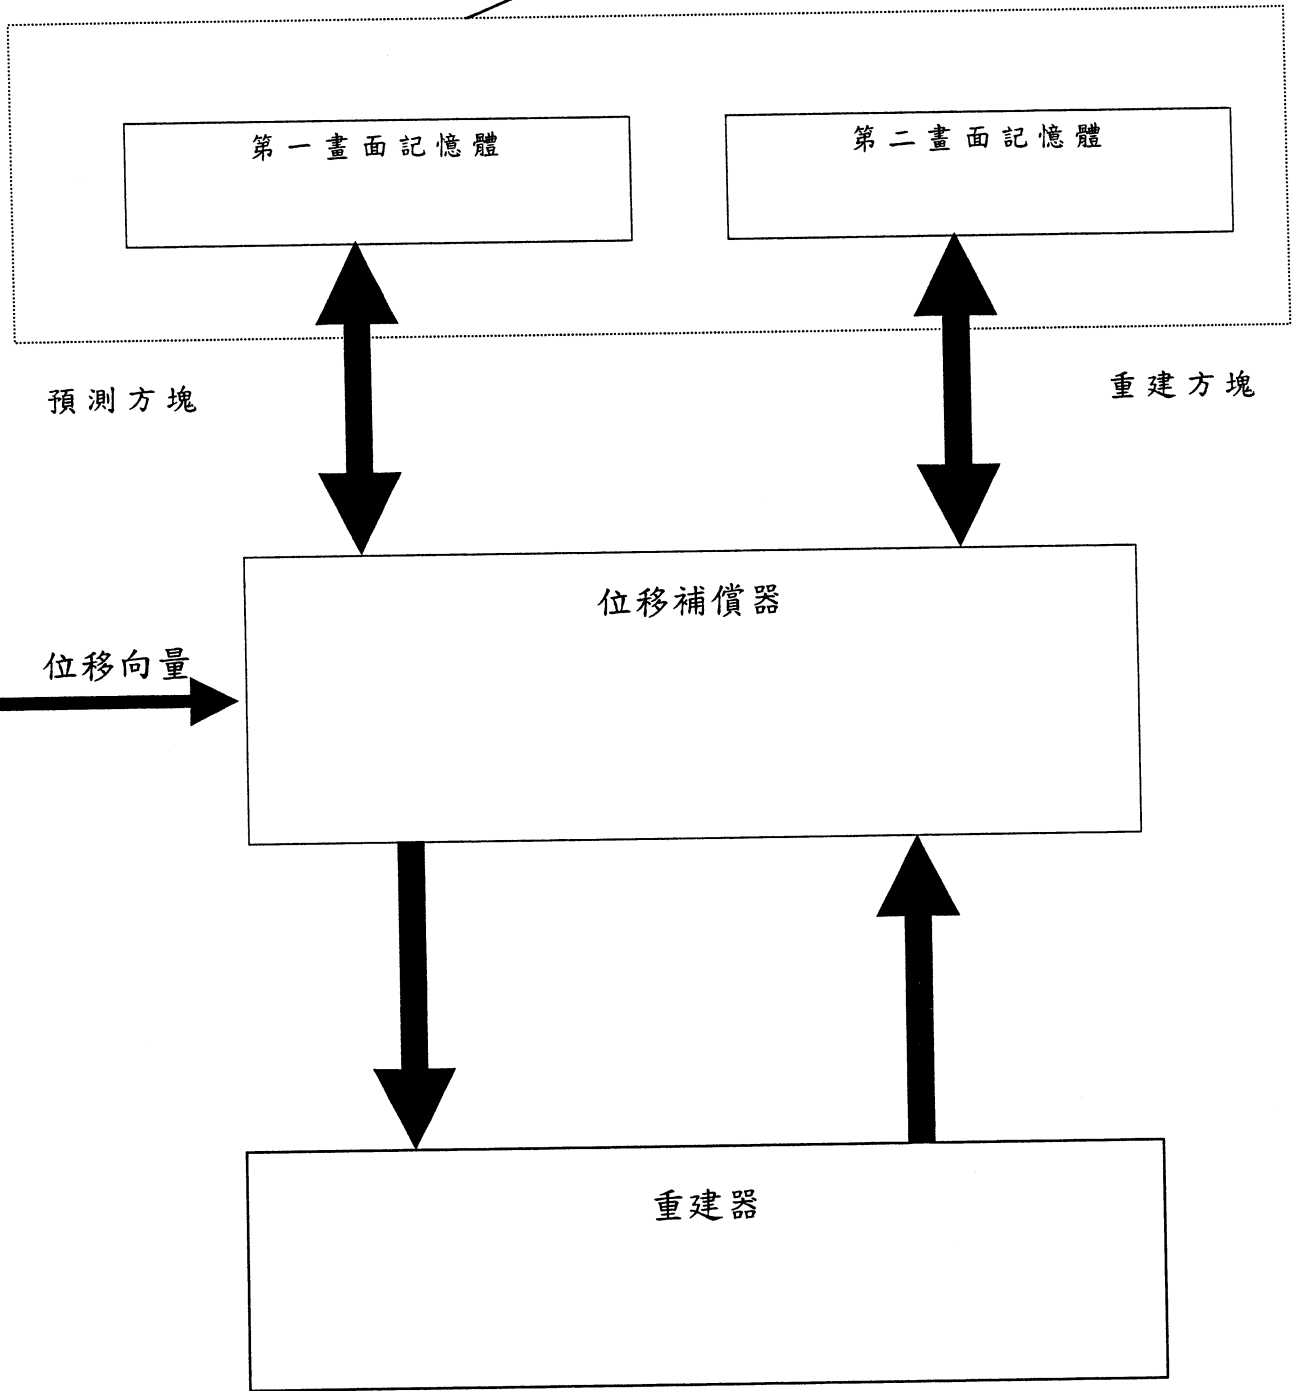 第一畫面記憶體
第二畫面記憶體
預測方塊
重建方塊
位移補償器
位移向量
重建器